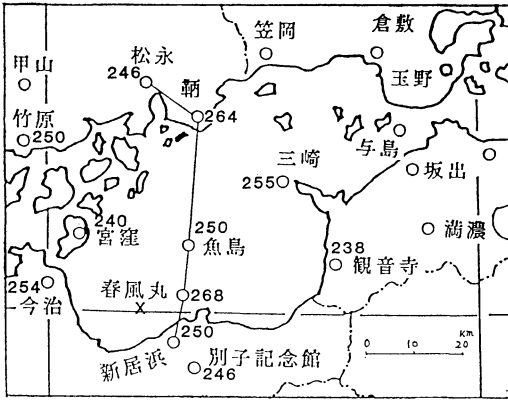 笠岡
倉敷
松永
246
甲山
鞆
264
玉野
竹原
250
三崎
255
与島
坂出
240
宮窪
250
魚島
満濃
238
観音寺
254
今治
春風丸
268
X
250
新居浜
別子記念館
246
KM
0 10 20